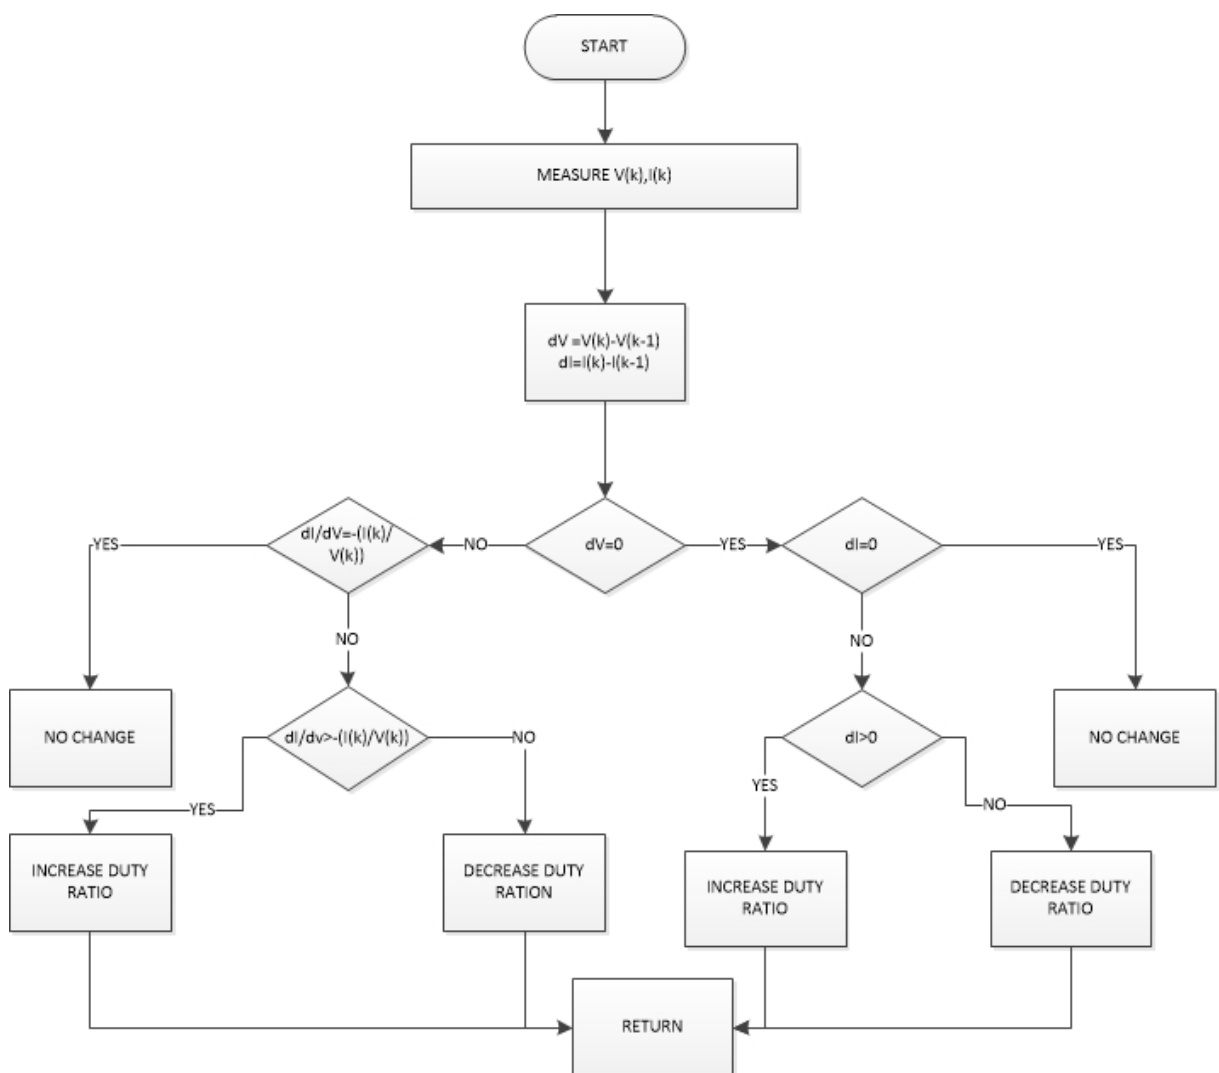 START
MEASURE V(k),I(k)
dV =V(k)-V(k-1)
dI=I(k)-I(k-1)
dI/dV=-(I(k)/
V(k))
YES
NO
dV=0
YES
dI=0
YES
NO
NO
NO CHANGE
dI/dv>-(I(k)/V(k))
NO
dI>0
NO CHANGE
YES
YES
NO
INCREASE DUTY
RATIO
DECREASE DUTY
RATION
INCREASE DUTY
RATIO
DECREASE DUTY
RATIO
RETURN